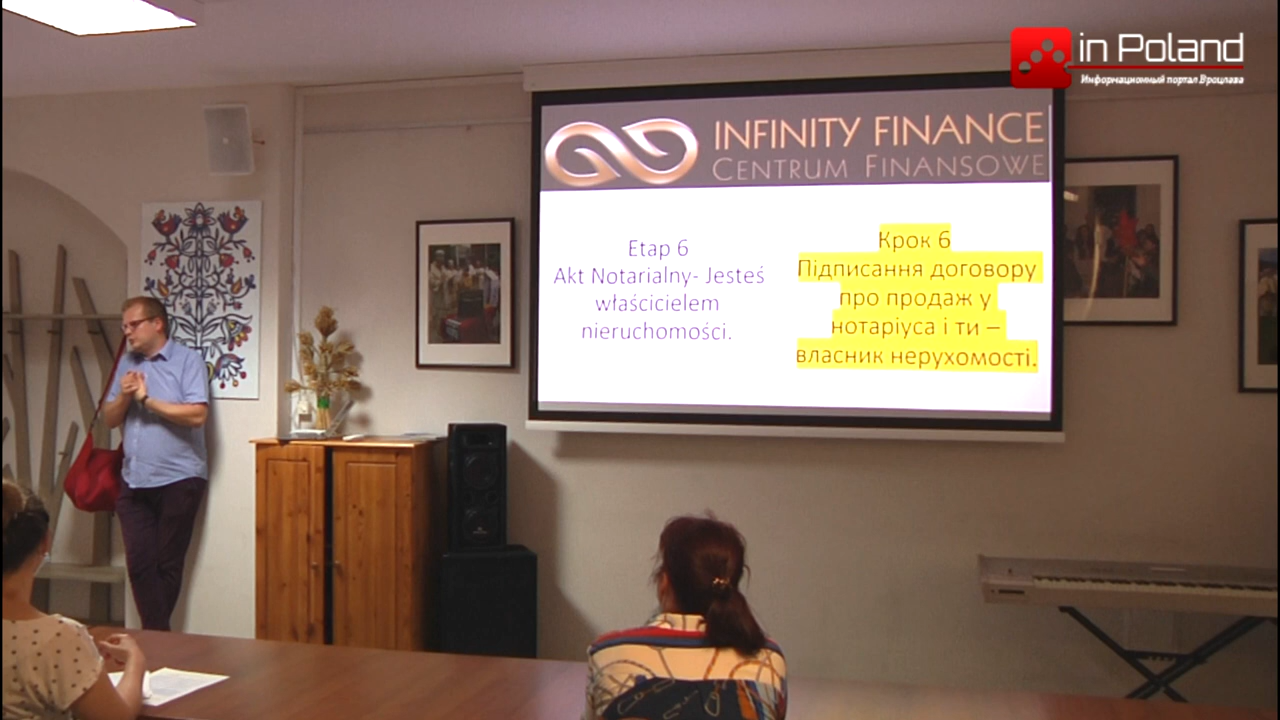 in Poland
Информационный портал Вроцлава
INFINITY FINANCE
CENTRUM FINANSOWE
Etap 6
Akt Notarialny- Jesteś
właścicielem
nieruchomości.
Крок 6
Підписання договору
про продаж у
нотаріуса і ти –
власник нерухомості.